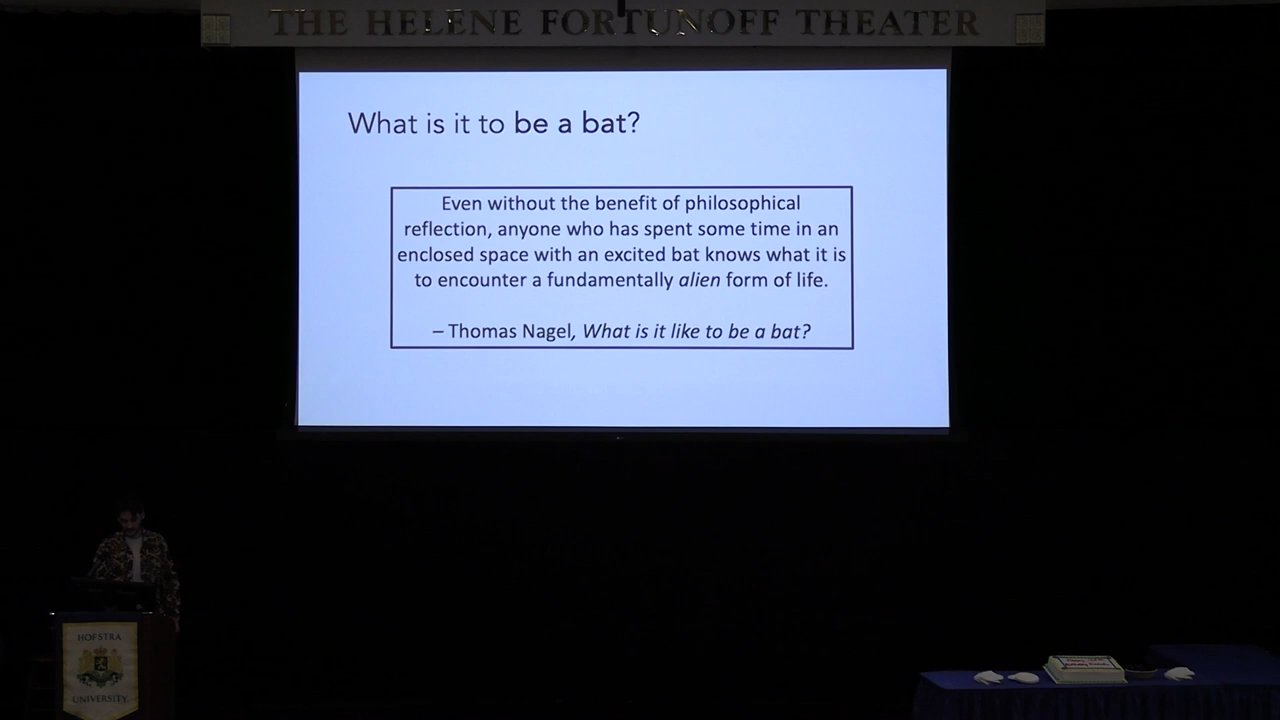 THE HELENE FORTUNOFF THEATER
What is it to be a bat?
Even without the benefit of philosophical
reflection, anyone who has spent some time in an
enclosed space with an excited bat knows what it is
to encounter a fundamentally alien form of life.
– Thomas Nagel, What is it like to be a bat?
HOFSTRA
UNIVERSITY